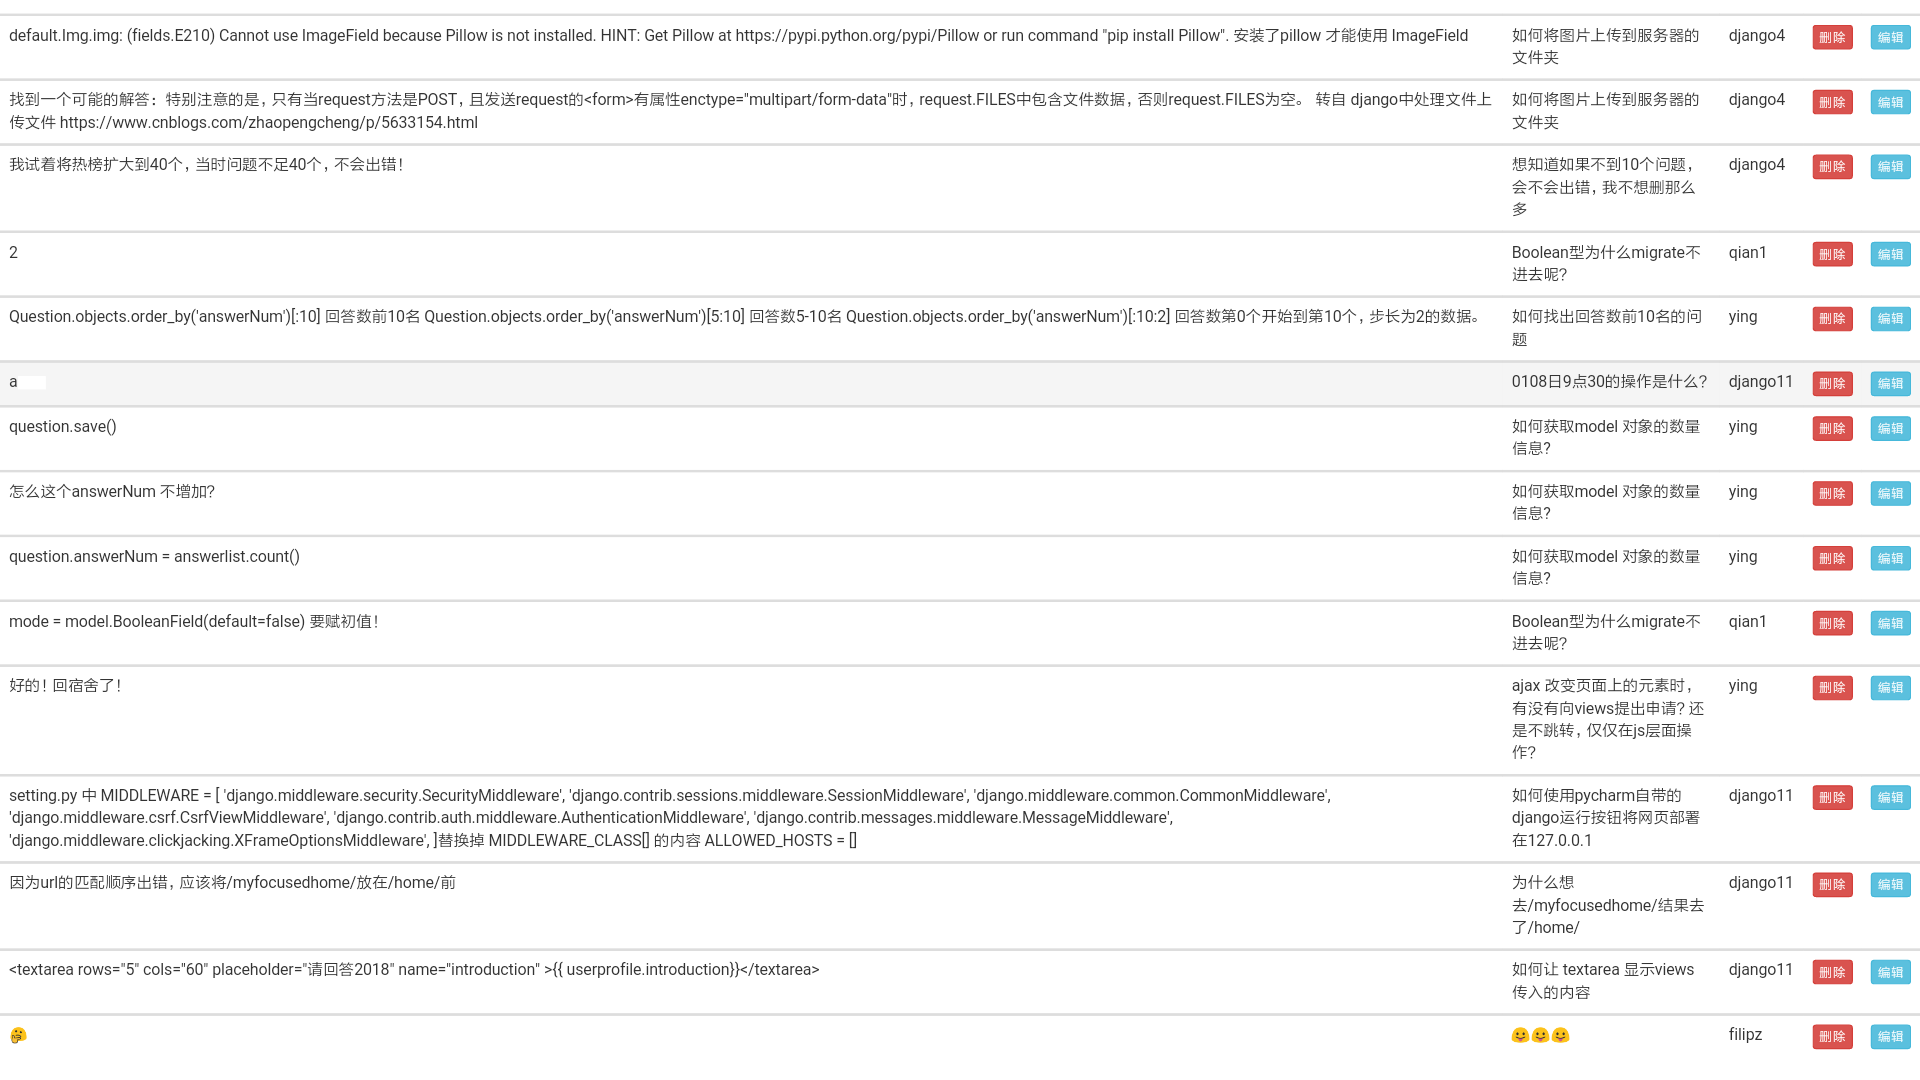 default.Img.img: (fields.E210) Cannot use ImageField because Pillow is not installed. HINT: Get Pillow at https://pypi.python.org/pypi/Pillow or run command "pip install Pillow". 安装了pillow 才能使用 ImageField
如何将图片上传到服务器的
文件夹
django4
删除
编辑
找到一个可能的解答：特别注意的是，只有当request方法是POST，且发送request的<form>有属性enctype="multipart/form-data"时，request.FILES中包含文件数据，否则request.FILES为空。 转自 django中处理文件上
传文件 https://www.cnblogs.com/zhaopengcheng/p/5633154.html
如何将图片上传到服务器的
文件夹
django4
删除
编辑
我试着将热榜扩大到40个，当时问题不足40个，不会出错！
想知道如果不到10个问题，
会不会出错，我不想删那么
多
django4
删除
编辑
2
Boolean型为什么migrate不
进去呢？
qian1
删除
编辑
Question.objects.order_by('answerNum')[:10] 回答数前10名 Question.objects.order_by('answerNum')[5:10] 回答数5-10名 Question.objects.order_by('answerNum')[:10:2] 回答数第0个开始到第10个，步长为2的数据。
如何找出回答数前10名的问
题
ying
删除
编辑
a
0108日9点30的操作是什么？
django11
删除
编辑
question.save()
如何获取model 对象的数量
信息？
ying
删除
编辑
怎么这个answerNum 不增加？
如何获取model 对象的数量
信息？
ying
删除
编辑
question.answerNum = answerlist.count()
如何获取model 对象的数量
信息？
ying
删除
编辑
mode = model.BooleanField(default=false) 要赋初值！
Boolean型为什么migrate不
进去呢？
qian1
删除
编辑
好的！回宿舍了！
ajax 改变页面上的元素时，
有没有向views提出申请？还
是不跳转，仅仅在js层面操
作？
ying
删除
编辑
setting.py 中 MIDDLEWARE = [ 'django.middleware.security.SecurityMiddleware', 'django.contrib.sessions.middleware.SessionMiddleware', 'django.middleware.common.CommonMiddleware',
'django.middleware.csrf.CsrfViewMiddleware', 'django.contrib.auth.middleware.AuthenticationMiddleware', 'django.contrib.messages.middleware.MessageMiddleware',
'django.middleware.clickjacking.XFrameOptionsMiddleware', ]替换掉 MIDDLEWARE_CLASS[] 的内容 ALLOWED_HOSTS = []
如何使用pycharm自带的
django运行按钮将网页部署
在127.0.0.1
django11
删除
编辑
因为url的匹配顺序出错，应该将/myfocusedhome/放在/home/前
为什么想
去/myfocusedhome/结果去
了/home/
django11
删除
编辑
<textarea rows="5" cols="60" placeholder="请回答2018" name="introduction" >{{ userprofile.introduction}}</textarea>
如何让 textarea 显示views
传入的内容
django11
删除
编辑
🤔
😛😛😛
filipz
删除
编辑